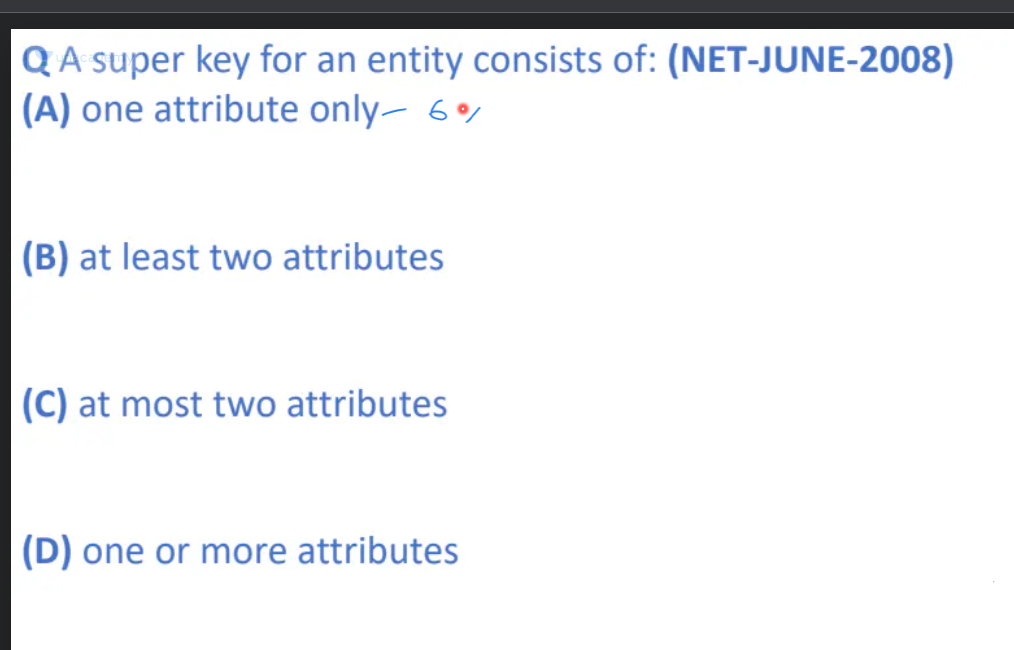 Q A super key for an entity consists of: (NET-JUNE-2008)
(A) one attribute only – 6
(B) at least two attributes
(C) at most two attributes
(D) one or more attributes